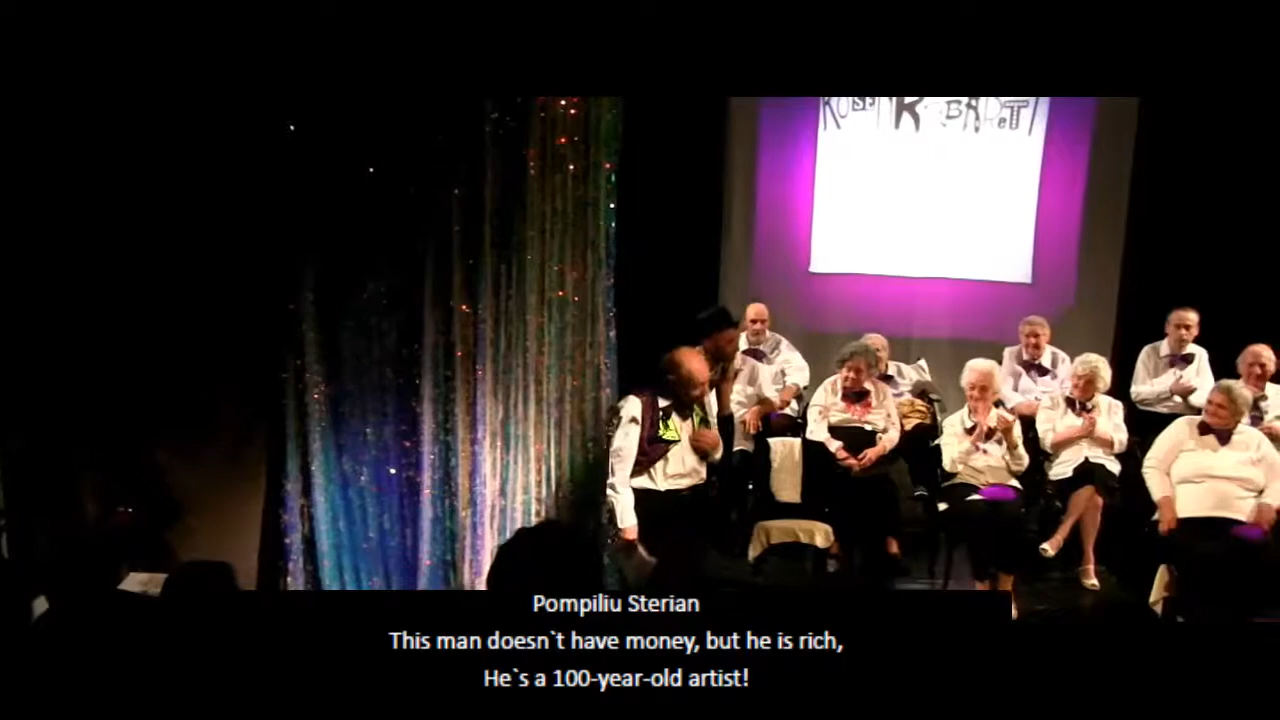 Pompiliu Sterian
This man doesn`t have money, but he is rich,
He`s a 100-year-old artist!